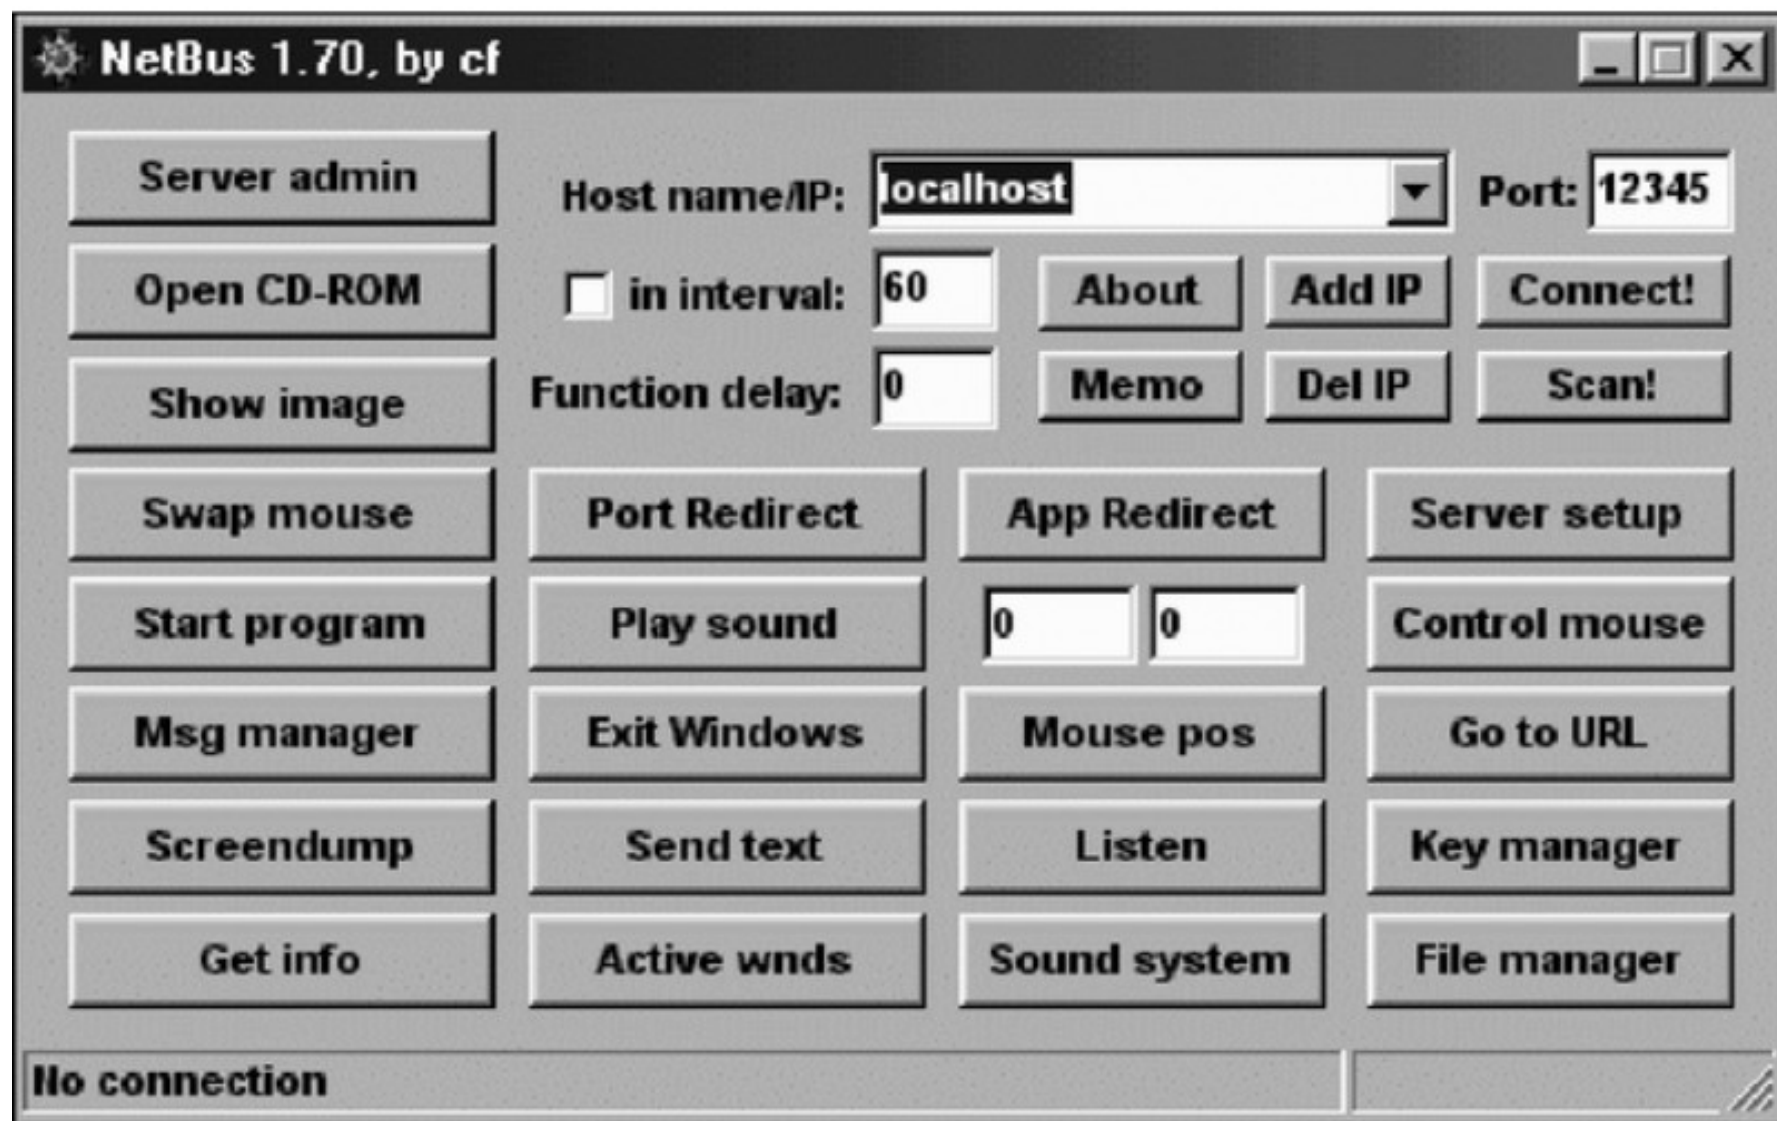 NetBus 1.70, by cf
Server admin
Host name/IP: localhost Port: 12345
Open CD-ROM
in interval: 60 About Add IP Connect!
Show image
Function delay: 0 Memo Del IP Scan!
Swap mouse Port Redirect App Redirect Server setup
Start program Play sound 0 0 Control mouse
Msg manager Exit Windows Mouse pos Go to URL
Screendump Send text Listen Key manager
Get info Active wnds Sound system File manager
No connection